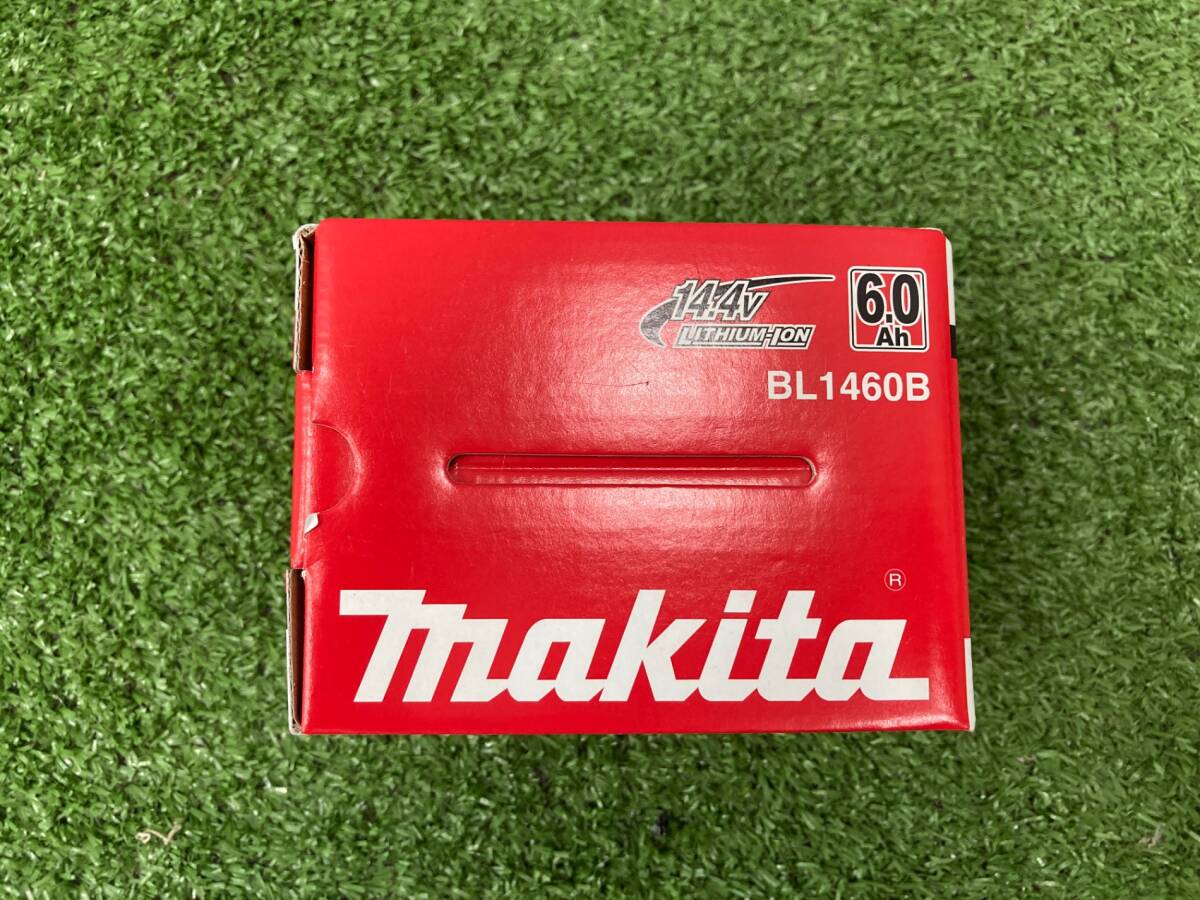 14.4V
LITHIUM-ION
6.0
Ah
BL1460B
makita ®